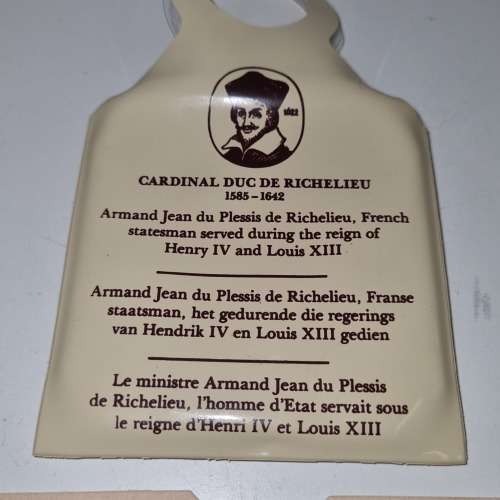 1622
CARDINAL DUC DE RICHELIEU
1585–1642
Armand Jean du Plessis de Richelieu, French
statesman served during the reign of
Henry IV and Louis XIII
Armand Jean du Plessis de Richelieu, Franse
staatsman, het gedurende die regerings
van Hendrik IV en Louis XIII gedien
Le ministre Armand Jean du Plessis
de Richelieu, l'homme d'Etat servait sous
le reigne d'Henri IV et Louis XIII